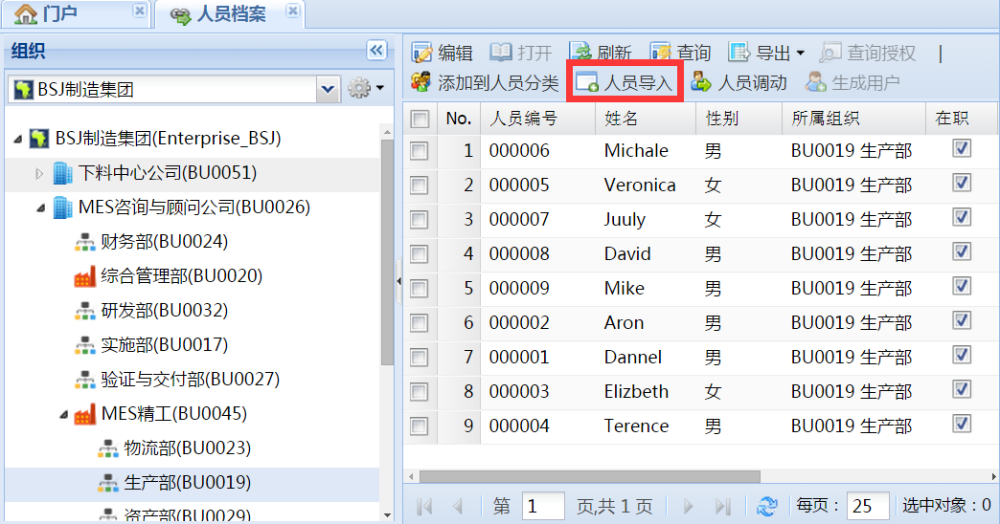 门户
人员档案
组织
BSJ制造集团
BSJ制造集团(Enterprise_BSJ)
下料中心公司(BU0051)
MES咨询与顾问公司(BU0026)
财务部(BU0024)
综合管理部(BU0020)
研发部(BU0032)
实施部(BU0017)
验证与交付部(BU0027)
MES精工(BU0045)
物流部(BU0023)
生产部(BU0019)
资产部(BU0029)
编辑 打开 刷新 查询 导出 查询授权
添加到人员分类 人员导入 人员调动 生成用户
No. 人员编号 姓名 性别 所属组织 在职
1 000006 Michale 男 BU0019 生产部
2 000005 Veronica 女 BU0019 生产部
3 000007 Juuly 女 BU0019 生产部
4 000008 David 男 BU0019 生产部
5 000009 Mike 男 BU0019 生产部
6 000002 Aron 男 BU0019 生产部
7 000001 Dannel 男 BU0019 生产部
8 000003 Elizbeth 女 BU0019 生产部
9 000004 Terence 男 BU0019 生产部
第 1 页,共 1 页 每页： 25 选中对象：0